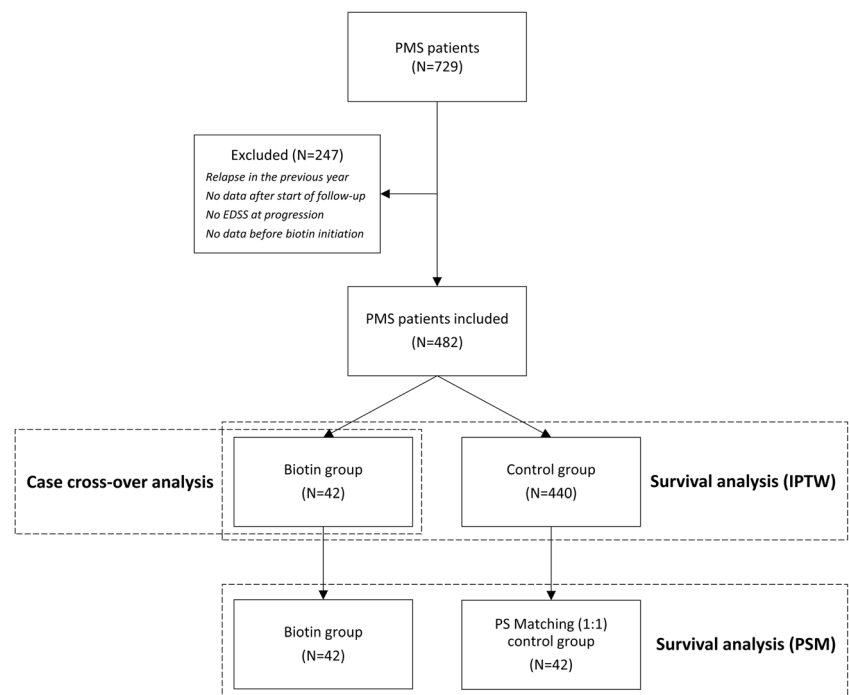 PMS patients
(N=729)
Excluded (N=247)
Relapse in the previous year
No data after start of follow-up
No EDSS at progression
No data before biotin initiation
PMS patients included
(N=482)
Case cross-over analysis
Biotin group
(N=42)
Control group
(N=440)
Survival analysis (IPTW)
Biotin group
(N=42)
PS Matching (1:1)
control group
(N=42)
Survival analysis (PSM)